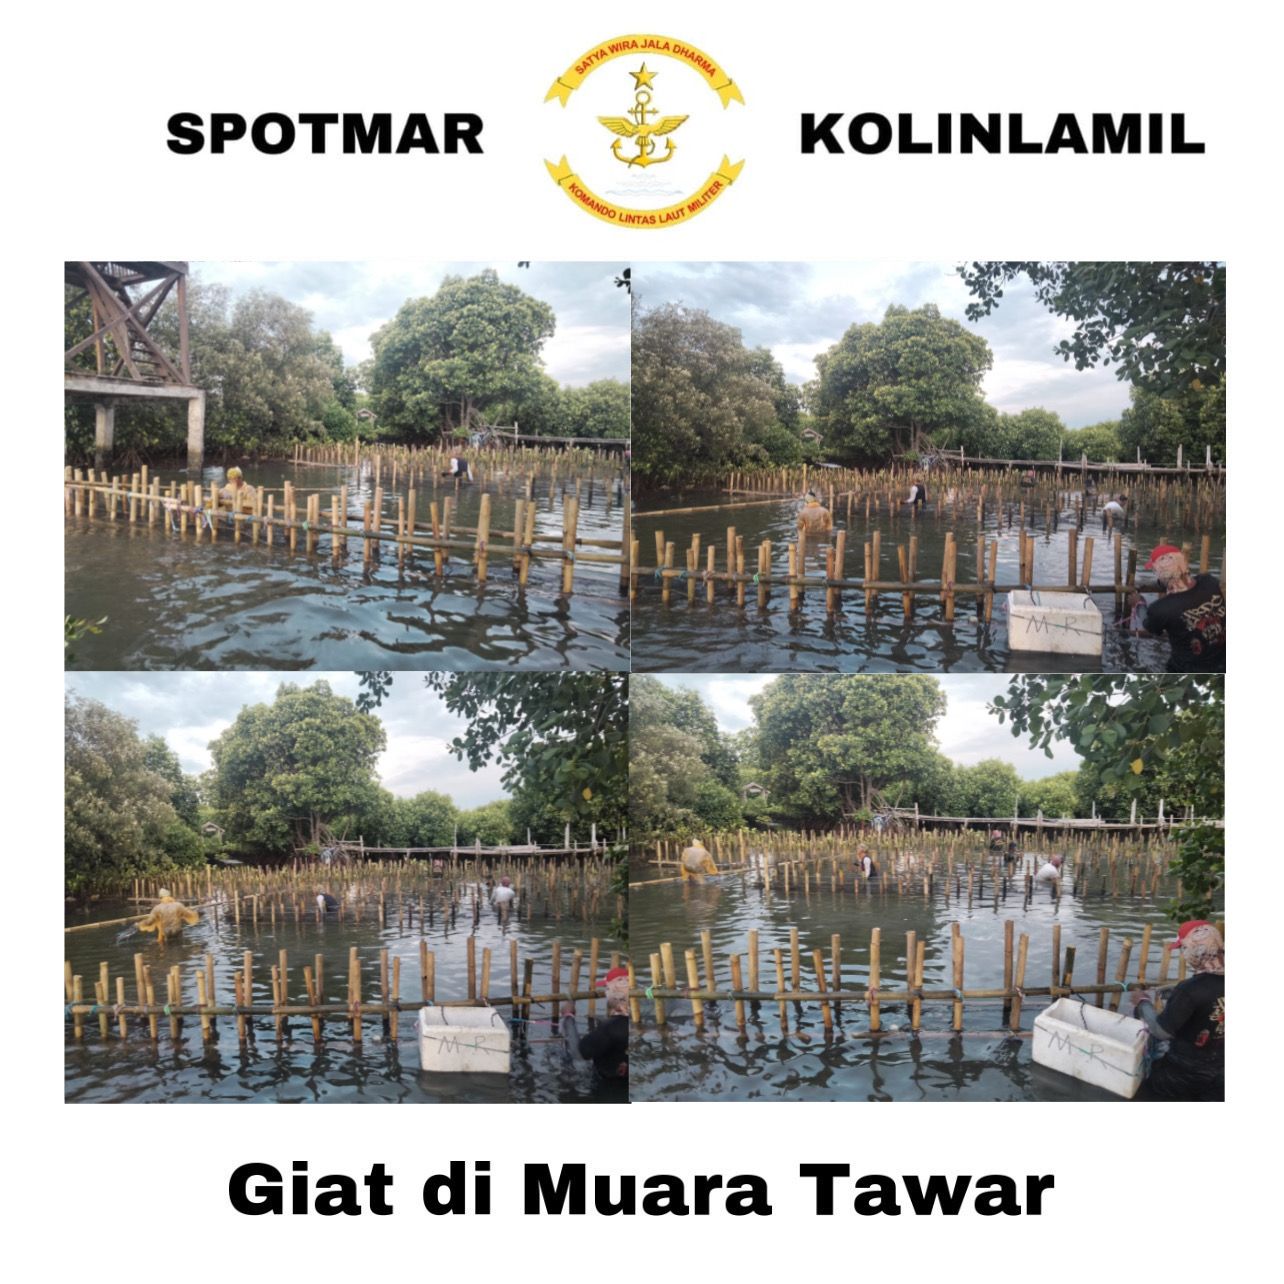 SATYA WIRA JALA DHARMA
SPOTMAR
KOLINLAMIL
KOMANDO LINTAS LAUT MILITER
M-R
M-R
M-R
Giat di Muara Tawar